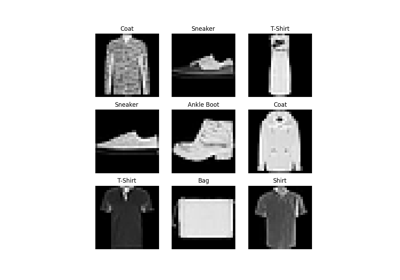 Coat
Sneaker
T-Shirt
Sneaker
Ankle Boot
Coat
T-Shirt
Bag
Shirt